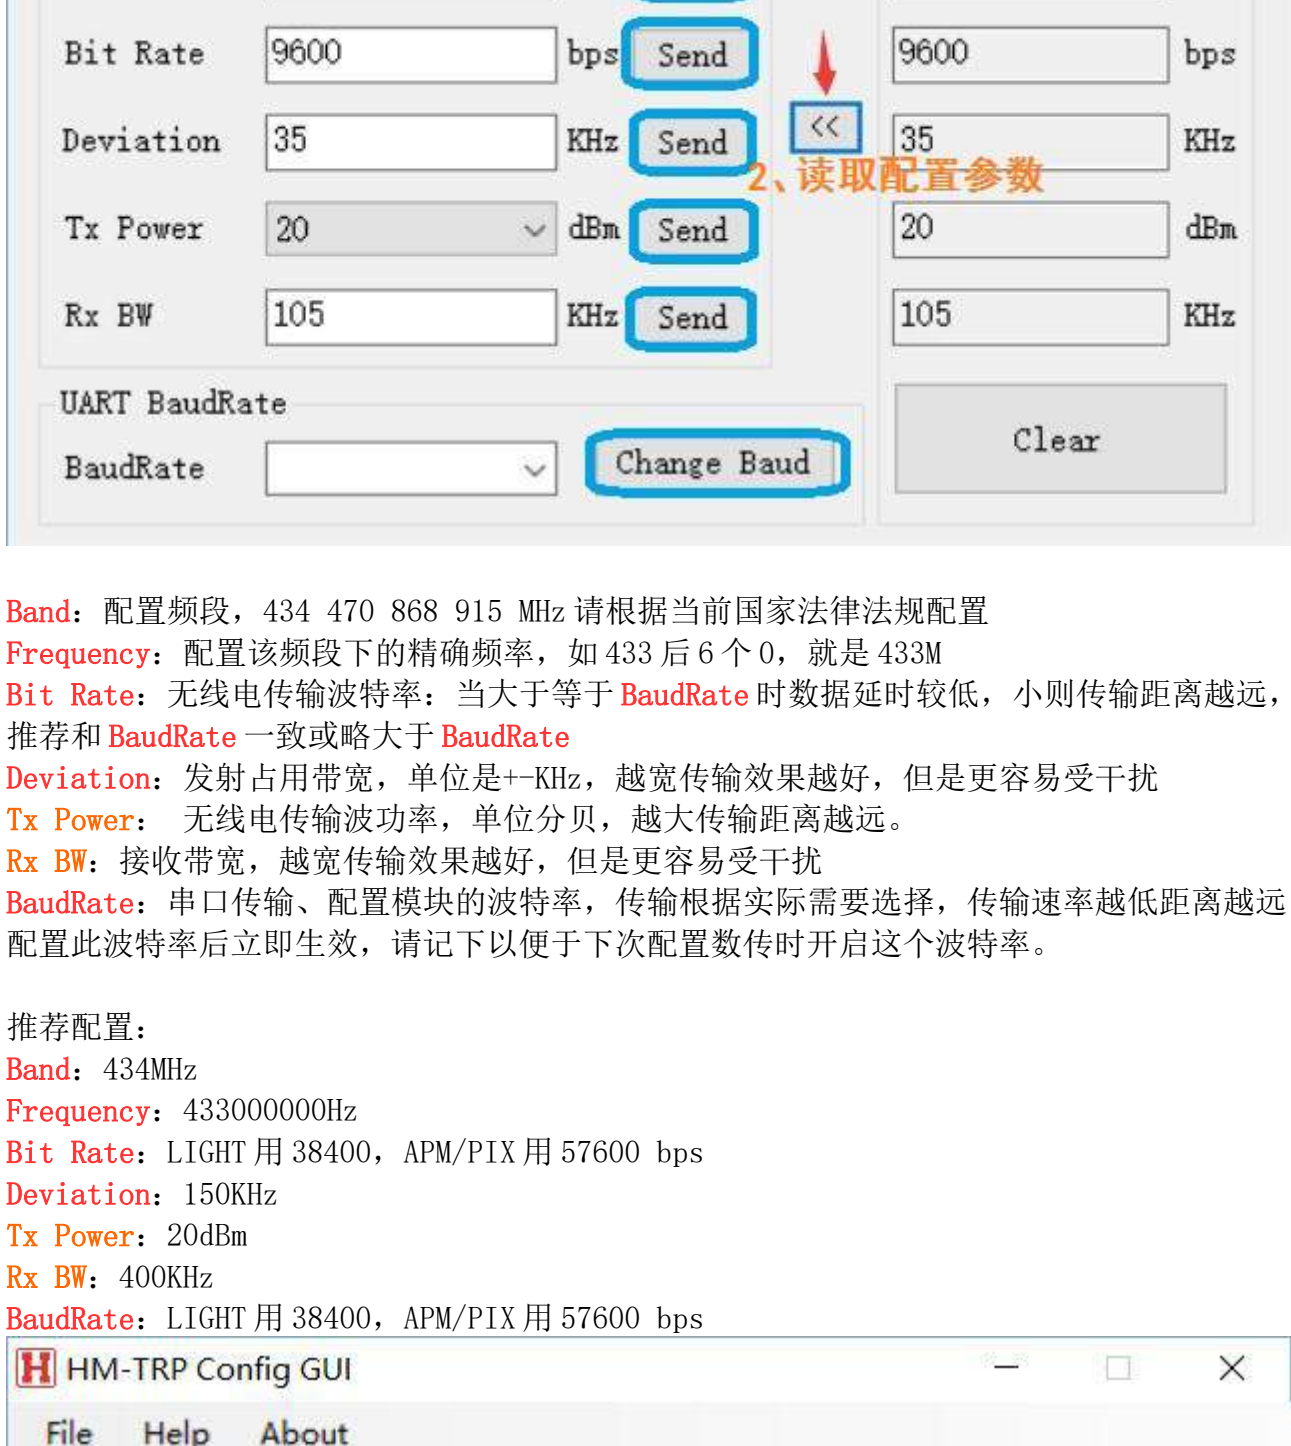 Bit Rate 9600 bps Send 9600 bps
Deviation 35 KHz Send << 35 KHz
2、读取配置参数
Tx Power 20 dBm Send 20 dBm
Rx BW 105 KHz Send 105 KHz
UART BaudRate
BaudRate Change Baud Clear
Band：配置频段，434 470 868 915 MHz 请根据当前国家法律法规配置
Frequency：配置该频段下的精确频率，如 433 后 6 个 0，就是 433M
Bit Rate：无线电传输波特率：当大于等于 BaudRate 时数据延时较低，小则传输距离越远，
推荐和 BaudRate 一致或略大于 BaudRate
Deviation：发射占用带宽，单位是+-KHz，越宽传输效果越好，但是更容易受干扰
Tx Power： 无线电传输波功率，单位分贝，越大传输距离越远。
Rx BW：接收带宽，越宽传输效果越好，但是更容易受干扰
BaudRate：串口传输、配置模块的波特率，传输根据实际需要选择，传输速率越低距离越远
配置此波特率后立即生效，请记下以便于下次配置数传时开启这个波特率。
推荐配置：
Band：434MHz
Frequency：433000000Hz
Bit Rate：LIGHT 用 38400，APM/PIX 用 57600 bps
Deviation：150KHz
Tx Power：20dBm
Rx BW：400KHz
BaudRate：LIGHT 用 38400，APM/PIX 用 57600 bps
H HM-TRP Config GUI
File Help About